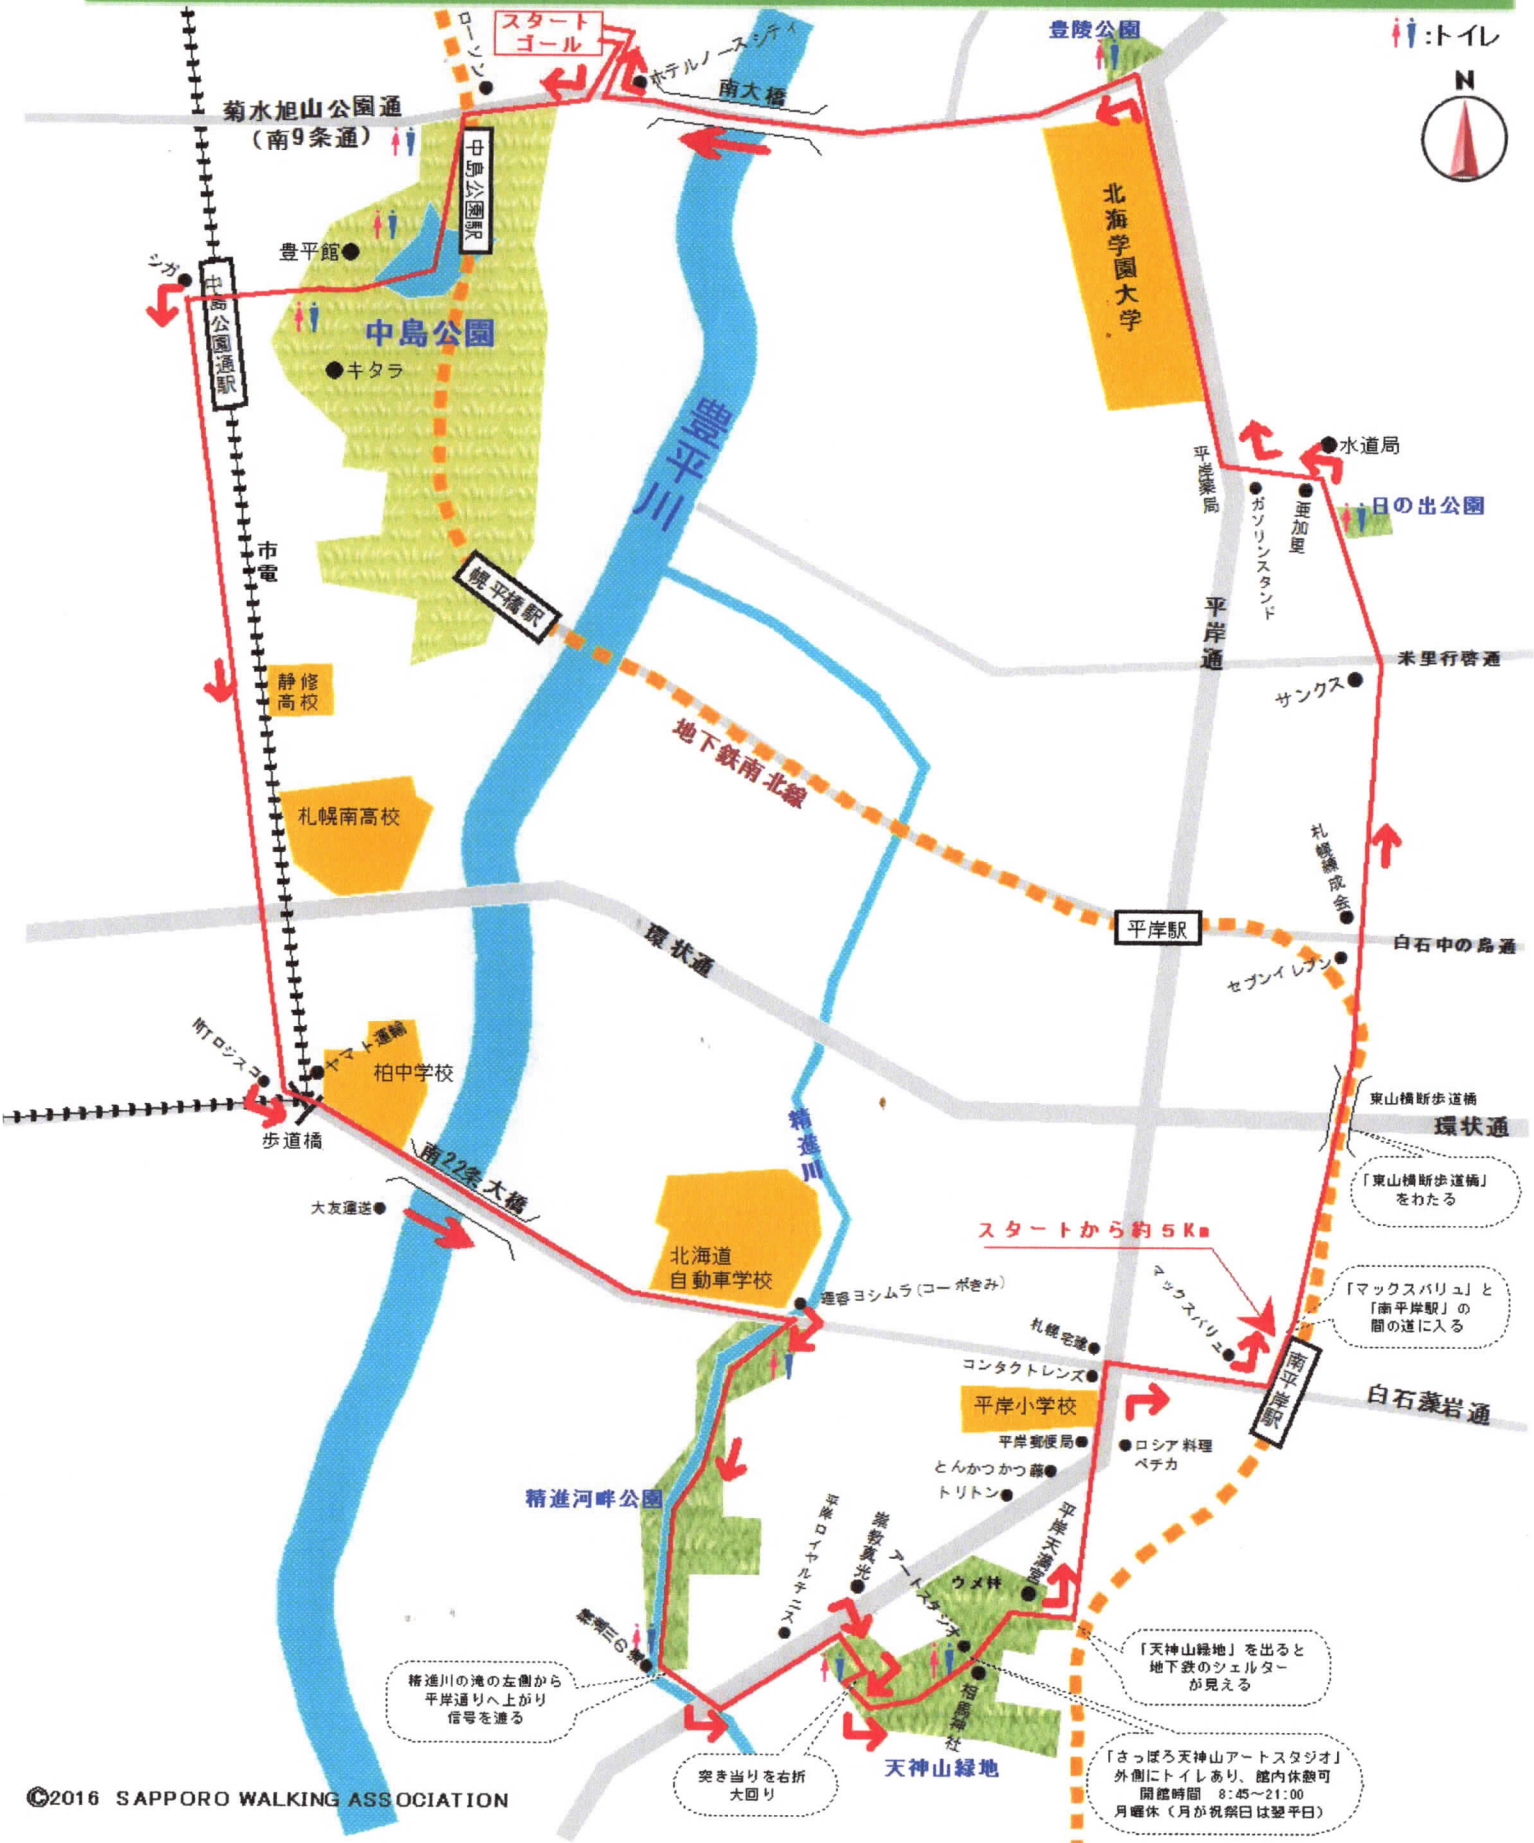 スタート
ゴール
ローソン
ホテルノースシティ
南大橋
豊陵公園
:トイレ
N
菊水旭山公園通
(南9条通)
中島公園駅
北海学園大学
豊平館
シガ
中島公園通駅
中島公園
キタラ
豊平川
水道局
平岸薬局
ガソリンスタンド
亜加里
日の出公園
市電
幌平橋駅
平岸通
米里行啓通
サンクス
静修
高校
地下鉄南北線
札幌南高校
札幌練成会
環状通
平岸駅
白石中の島通
セブンイレブン
ヤマト運輸
柏中学校
歩道橋
東山横断歩道橋
環状通
精進川
南22条大橋
大友運送
「東山横断歩道橋」
をわたる
スタートから約5Km
北海道
自動車学校
理容ヨシムラ(コーポきみ)
マックスバリュ
「マックスバリュ」と
「南平岸駅」の
間の道に入る
札幌宅建
コンタクトレンズ
南平岸駅
平岸小学校
白石藻岩通
平岸郵便局
ロシア料理
ペチカ
とんかつかつ藤
トリトン
精進河畔公園
平岸ロイヤルテニス
崇教真光
アートスタジオ
平岸天満宮
ウメ林
精進川の滝
精進川の滝の左側から
平岸通りへ上がり
信号を渡る
「天神山緑地」を出ると
地下鉄のシェルター
が見える
相馬神社
突き当りを右折
大回り
天神山緑地
「さっぽろ天神山アートスタジオ」
外側にトイレあり、館内休憩可
開館時間 8:45〜21:00
月曜休(月が祝祭日は翌平日)
©2016 SAPPORO WALKING ASSOCIATION